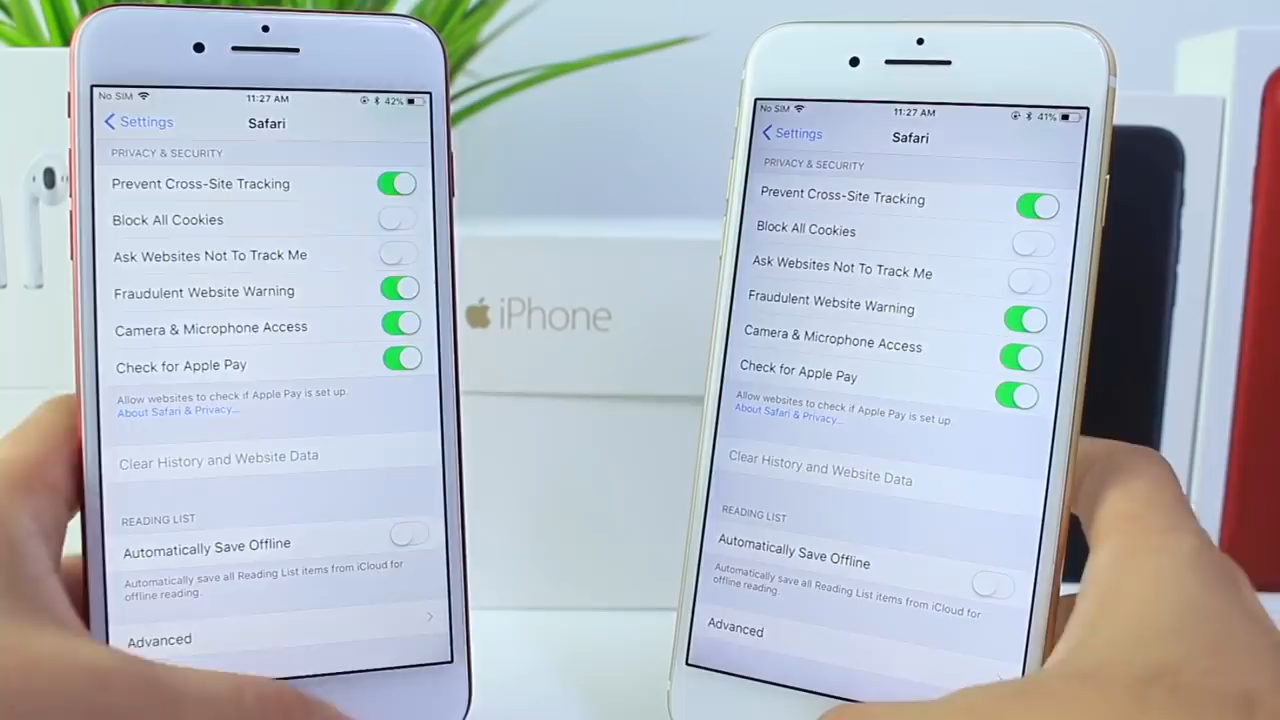 No SIM 11:27 AM 42%
Settings Safari
PRIVACY & SECURITY
Prevent Cross-Site Tracking
Block All Cookies
Ask Websites Not To Track Me
Fraudulent Website Warning
Camera & Microphone Access
Check for Apple Pay
Allow websites to check if Apple Pay is set up.
About Safari & Privacy...
Clear History and Website Data
READING LIST
Automatically Save Offline
Automatically save all Reading List items from iCloud for
offline reading.
Advanced
iPhone
No SIM 11:27 AM 41%
Settings Safari
PRIVACY & SECURITY
Prevent Cross-Site Tracking
Block All Cookies
Ask Websites Not To Track Me
Fraudulent Website Warning
Camera & Microphone Access
Check for Apple Pay
Allow websites to check if Apple Pay is set up.
About Safari & Privacy...
Clear History and Website Data
READING LIST
Automatically Save Offline
Automatically save all Reading List items from iCloud for
offline reading.
Advanced